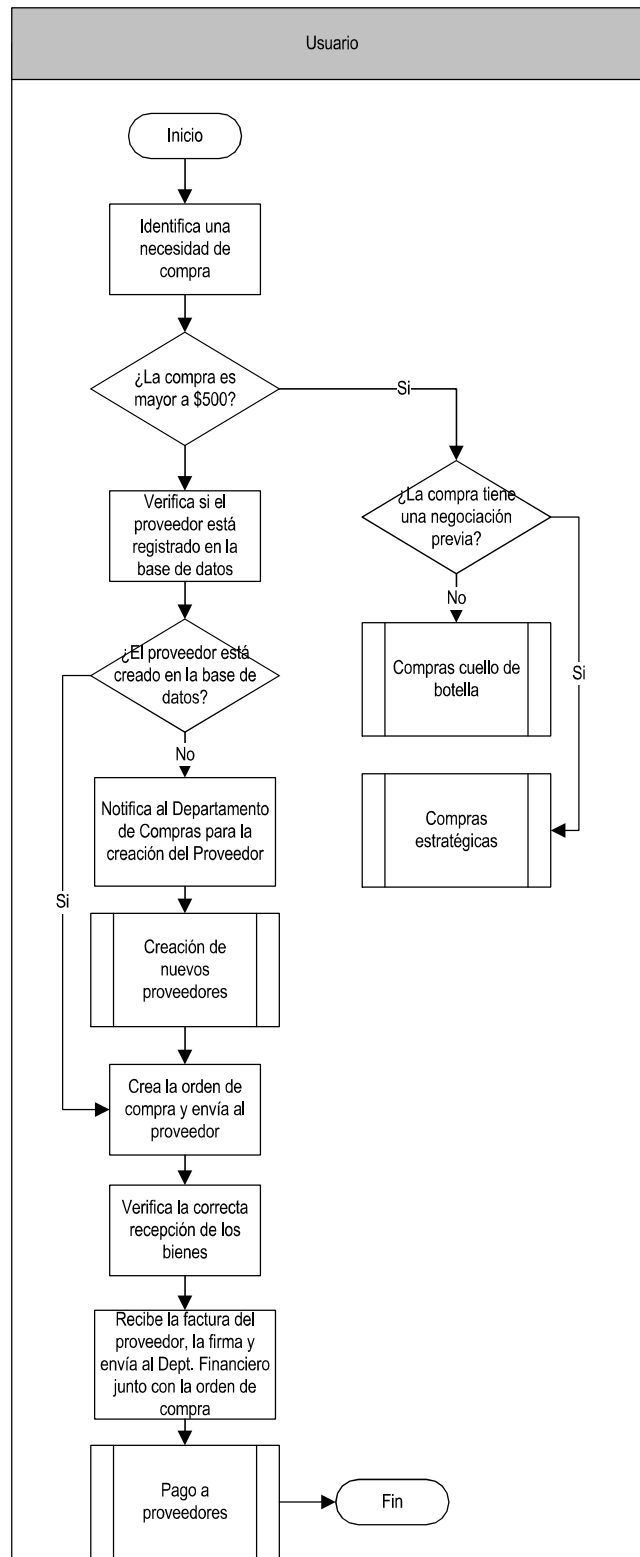 Usuario
Inicio
Identifica una
necesidad de
compra
¿La compra es
mayor a $500?
Si
Verifica si el
proveedor está
registrado en la
base de datos
¿La compra tiene
una negociación
previa?
No
Si
Compras cuello de
botella
Compras
estratégicas
¿El proveedor está
creado en la base de
datos?
No
Si
Notifica al Departamento
de Compras para la
creación del Proveedor
Creación de
nuevos
proveedores
Crea la orden de
compra y envía al
proveedor
Verifica la correcta
recepción de los
bienes
Recibe la factura del
proveedor, la firma y
envía al Dept. Financiero
junto con la orden de
compra
Pago a
proveedores
Fin